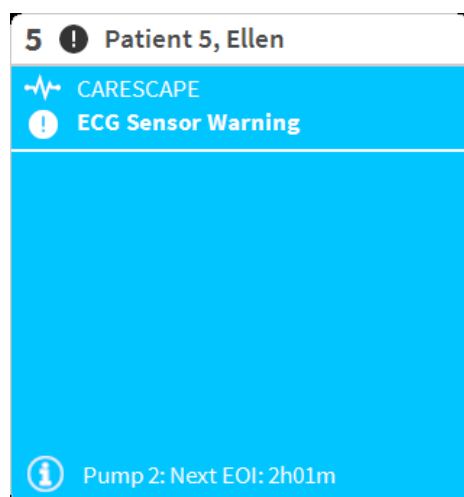 5 ! Patient 5, Ellen
CARESCAPE
! ECG Sensor Warning
i Pump 2: Next EOI: 2h01m